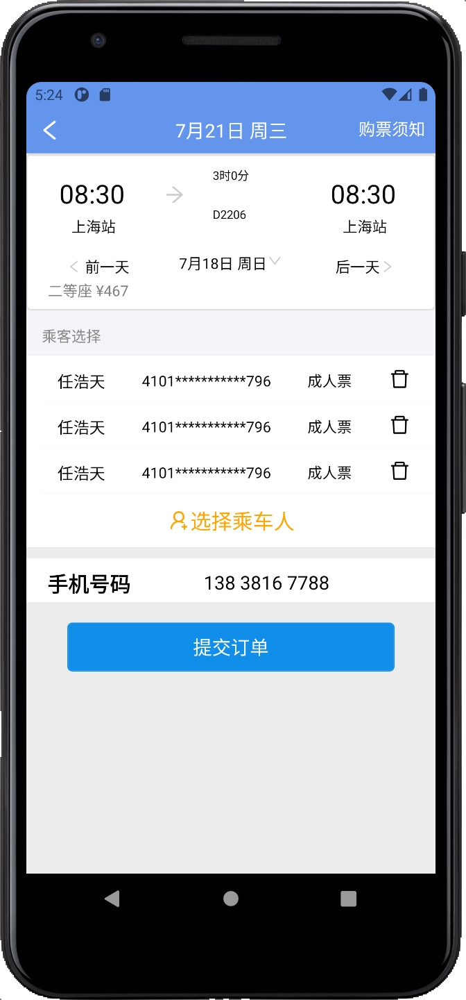 5:24
7月21日 周三
购票须知
3时0分
08:30
08:30
D2206
上海站
上海站
前一天
7月18日 周日
后一天
二等座 ¥467
乘客选择
任浩天 4101***********796 成人票
任浩天 4101***********796 成人票
任浩天 4101***********796 成人票
选择乘车人
手机号码 138 3816 7788
提交订单